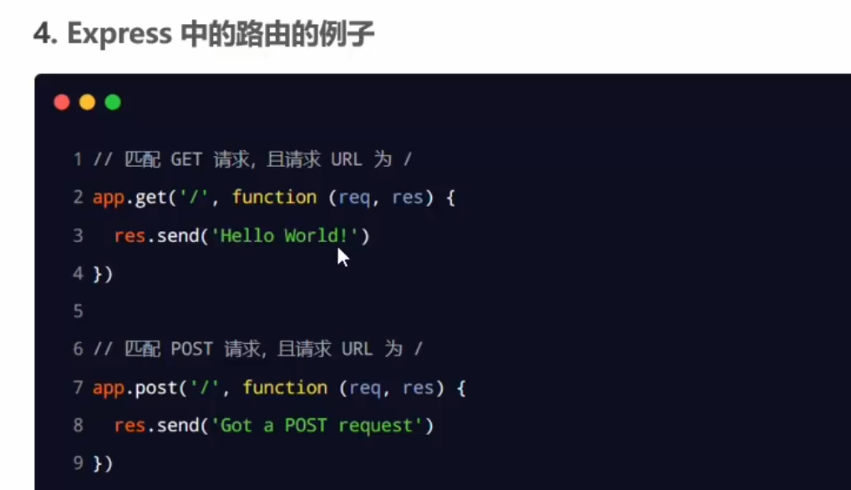 4. Express 中的路由的例子
1 // 匹配 GET 请求，且请求 URL 为 /
2 app.get('/', function (req, res) {
3   res.send('Hello World!')
4 })
5
6 // 匹配 POST 请求，且请求 URL 为 /
7 app.post('/', function (req, res) {
8   res.send('Got a POST request')
9 })